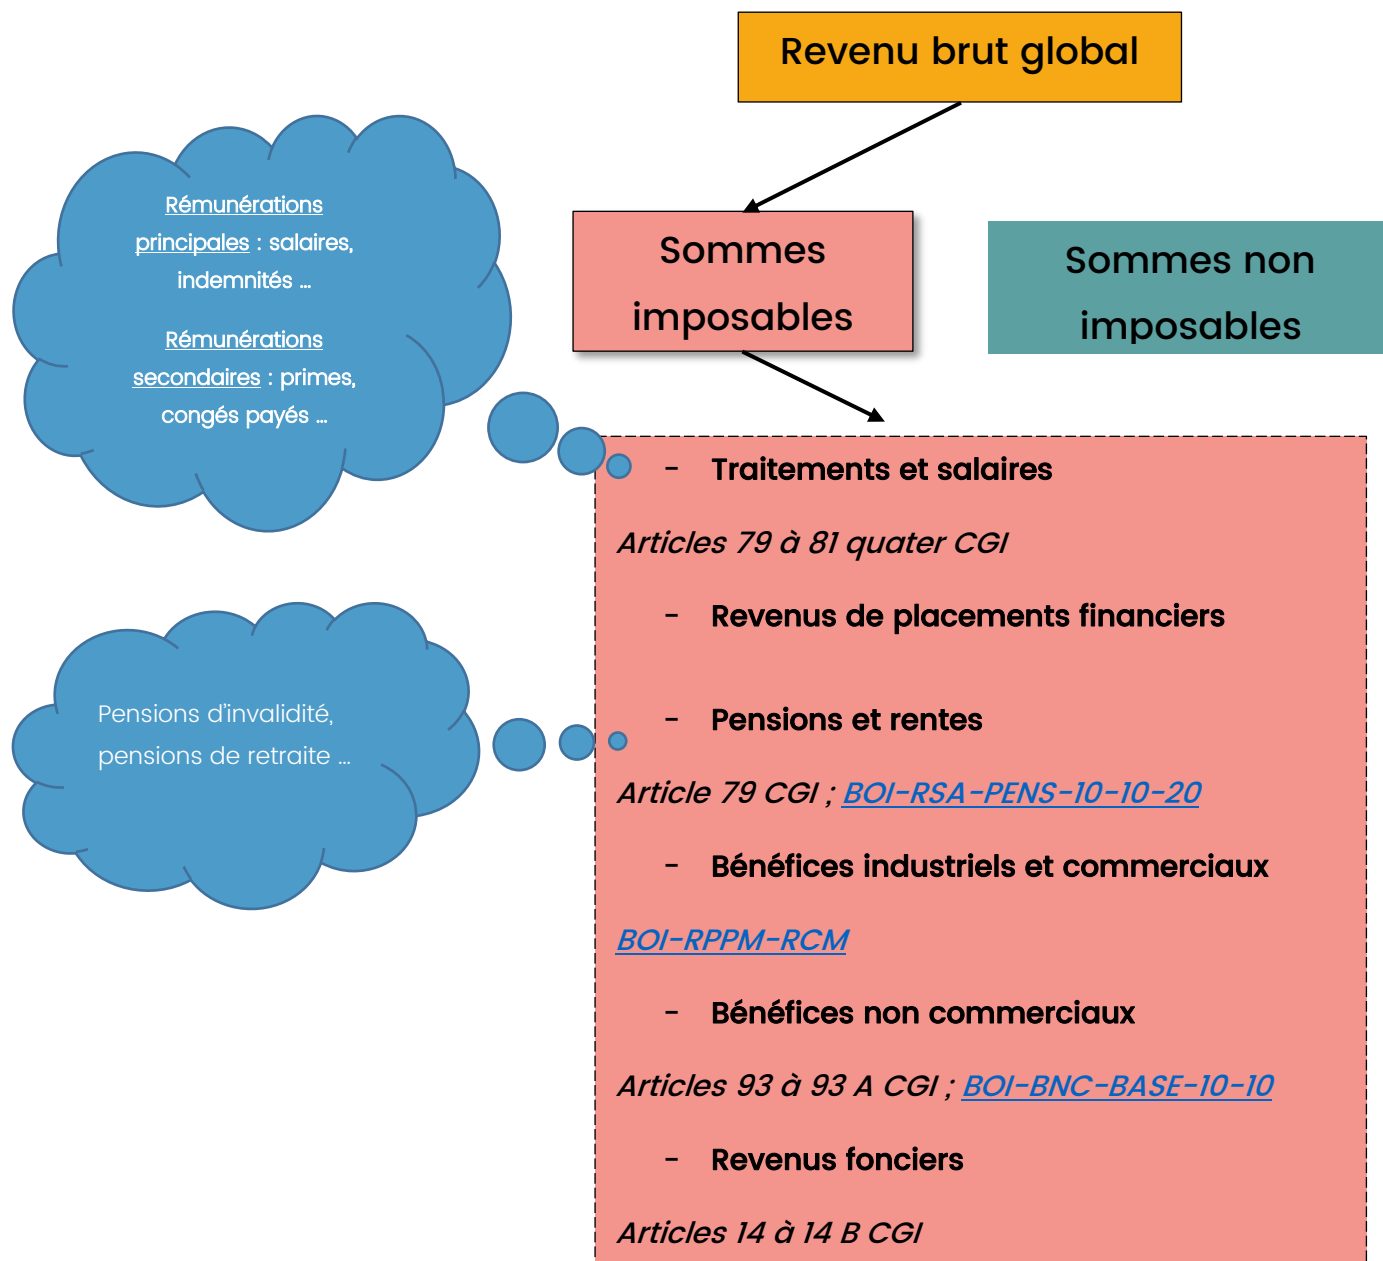 Revenu brut global
Sommes
imposables
Sommes non
imposables
Rémunérations
principales : salaires,
indemnités ...
Rémunérations
secondaires : primes,
congés payés ...
- Traitements et salaires
Articles 79 à 81 quater CGI
- Revenus de placements financiers
Pensions d'invalidité,
pensions de retraite ...
- Pensions et rentes
Article 79 CGI ; BOI-RSA-PENS-10-10-20
- Bénéfices industriels et commerciaux
BOI-RPPM-RCM
- Bénéfices non commerciaux
Articles 93 à 93 A CGI ; BOI-BNC-BASE-10-10
- Revenus fonciers
Articles 14 à 14 B CGI